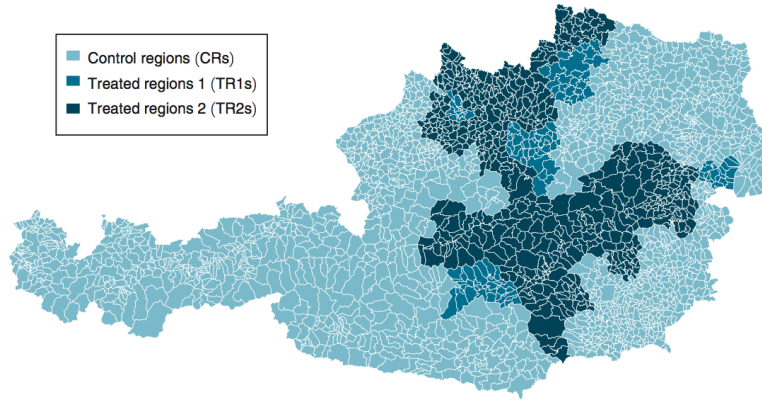 Control regions (CRs)
Treated regions 1 (TR1s)
Treated regions 2 (TR2s)